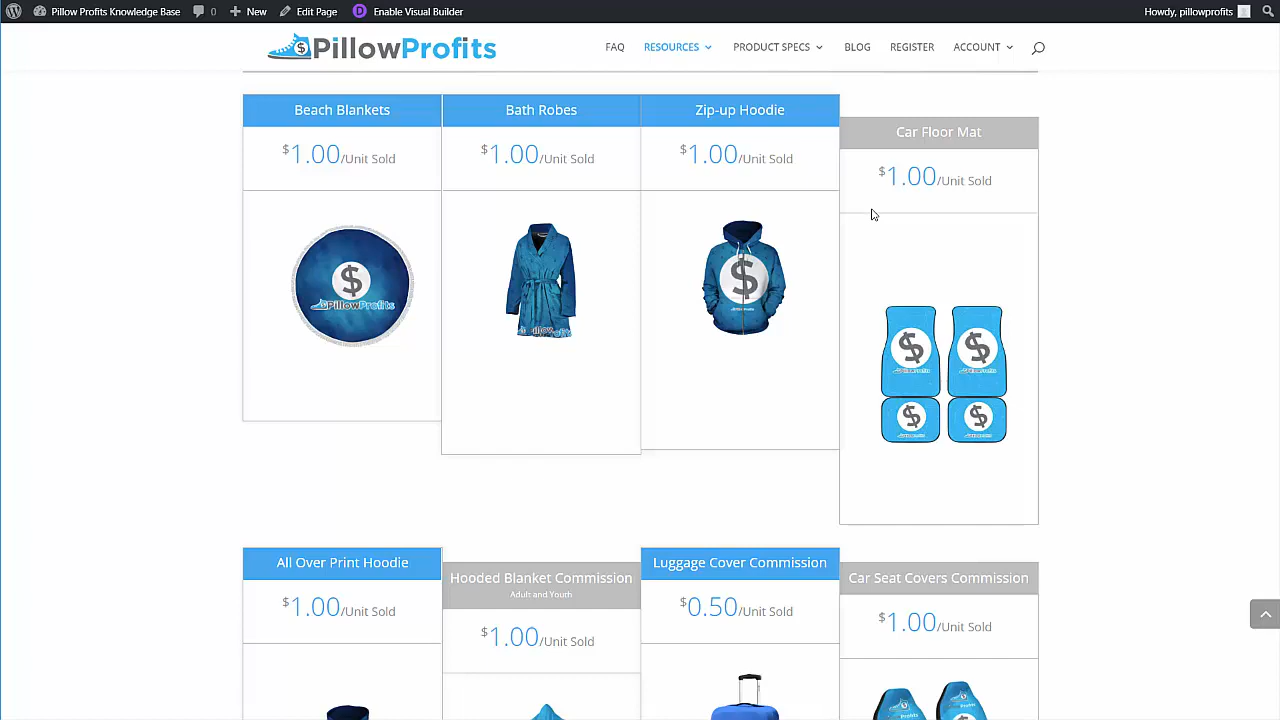 Pillow Profits Knowledge Base 0 New Edit Page Enable Visual Builder Howdy, pillowprofits
PillowProfits FAQ RESOURCES PRODUCT SPECS BLOG REGISTER ACCOUNT
Beach Blankets
$1.00/Unit Sold
$
PillowProfits
Bath Robes
$1.00/Unit Sold
Zip-up Hoodie
$1.00/Unit Sold
$
Car Floor Mat
$1.00/Unit Sold
$ $
$ $
All Over Print Hoodie
$1.00/Unit Sold
Hooded Blanket Commission
Adult and Youth
$1.00/Unit Sold
Luggage Cover Commission
$0.50/Unit Sold
Car Seat Covers Commission
$1.00/Unit Sold
Profits